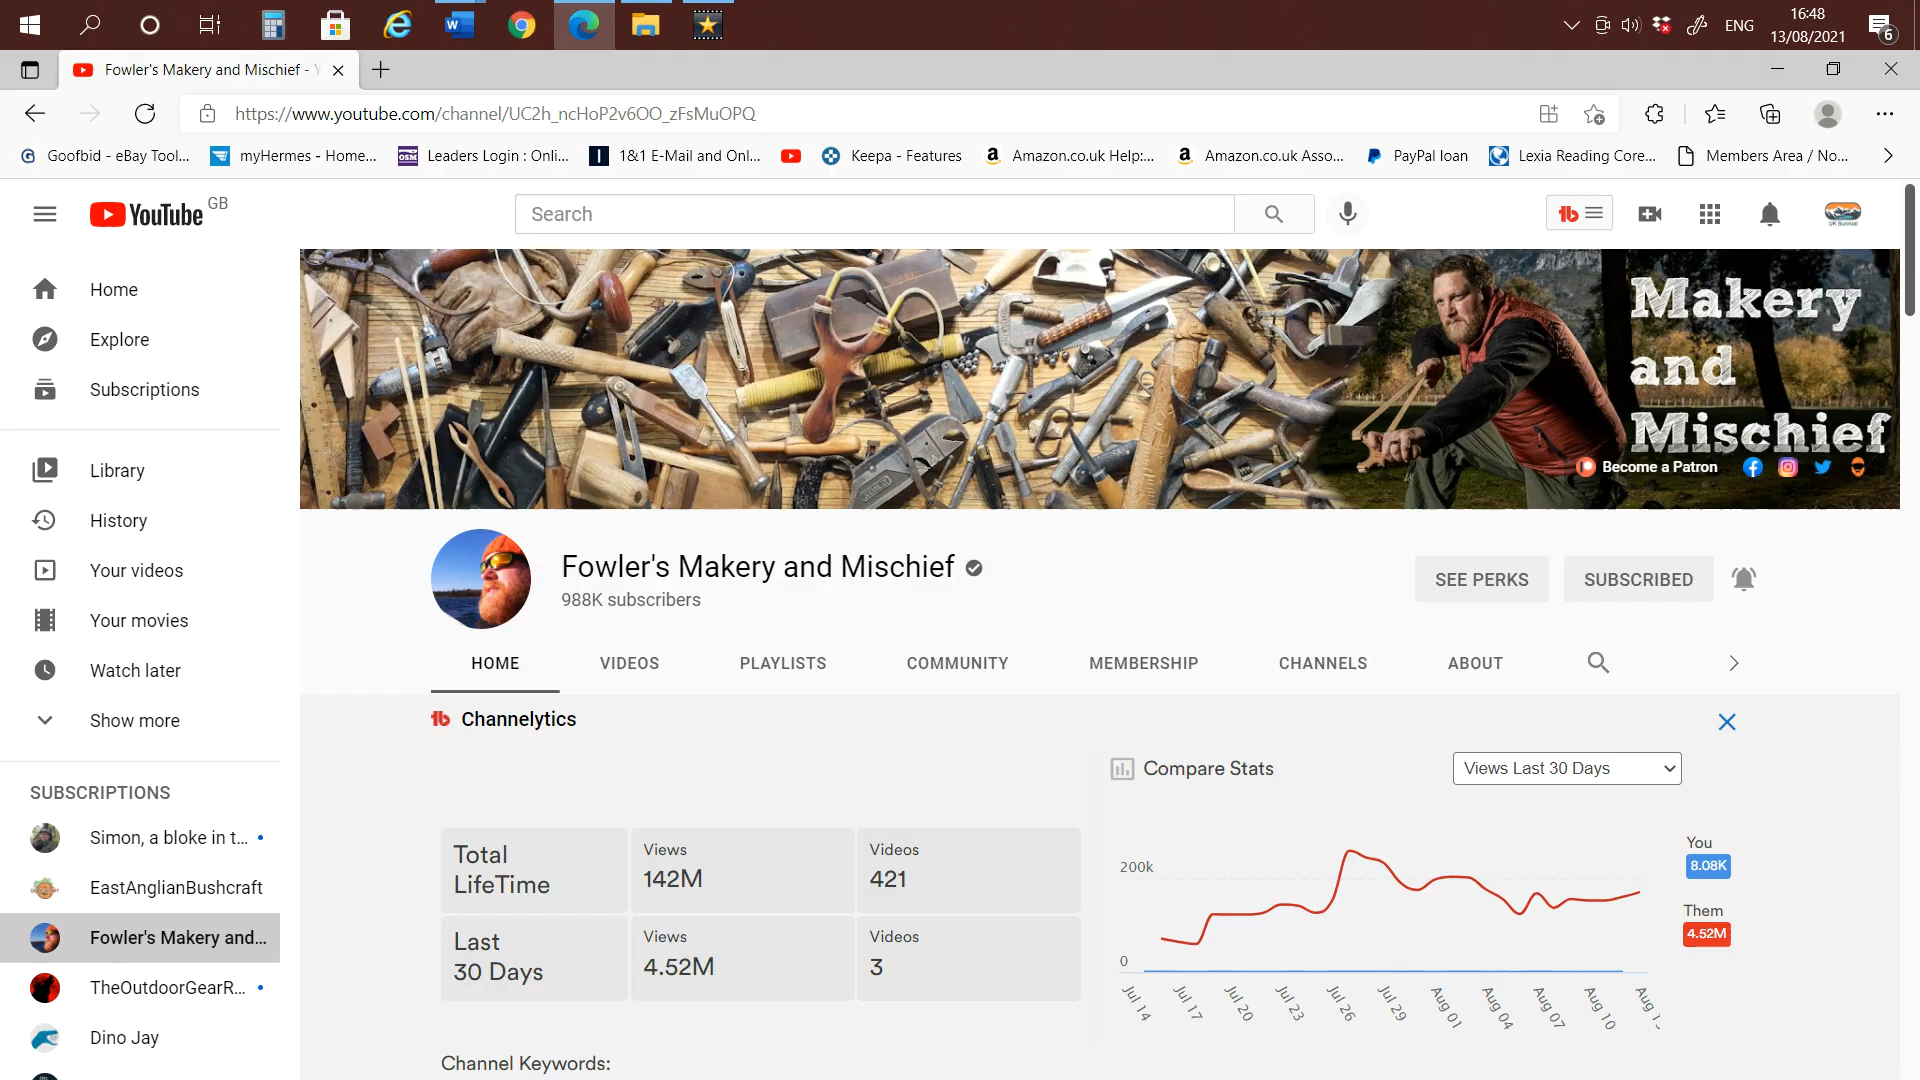 16:48
ENG
13/08/2021
6
Fowler's Makery and Mischief - Y
https://www.youtube.com/channel/UC2h_ncHoP2v6OO_zFsMuOPQ
Goofbid - eBay Tool...
myHermes - Home...
OSM
Leaders Login : Onli...
1&1 E-Mail and Onl...
Keepa - Features
Amazon.co.uk Help:...
Amazon.co.uk Asso...
PayPal loan
Lexia Reading Core...
Members Area / No...
YouTube GB
Search
UK Survival
Home
Explore
Subscriptions
Library
History
Your videos
Your movies
Watch later
Show more
SUBSCRIPTIONS
Simon, a bloke in t...
EastAnglianBushcraft
Fowler's Makery and...
TheOutdoorGearR...
Dino Jay
Makery
and
Mischief
Become a Patron
Fowler's Makery and Mischief
988K subscribers
SEE PERKS
SUBSCRIBED
HOME
VIDEOS
PLAYLISTS
COMMUNITY
MEMBERSHIP
CHANNELS
ABOUT
Channelytics
Total
LifeTime
Views
142M
Videos
421
Last
30 Days
Views
4.52M
Videos
3
Channel Keywords:
Compare Stats
Views Last 30 Days
200k
0
Jul 14
Jul 17
Jul 20
Jul 23
Jul 26
Jul 29
Aug 01
Aug 04
Aug 07
Aug 10
Aug 1
You
8.08K
Them
4.52M